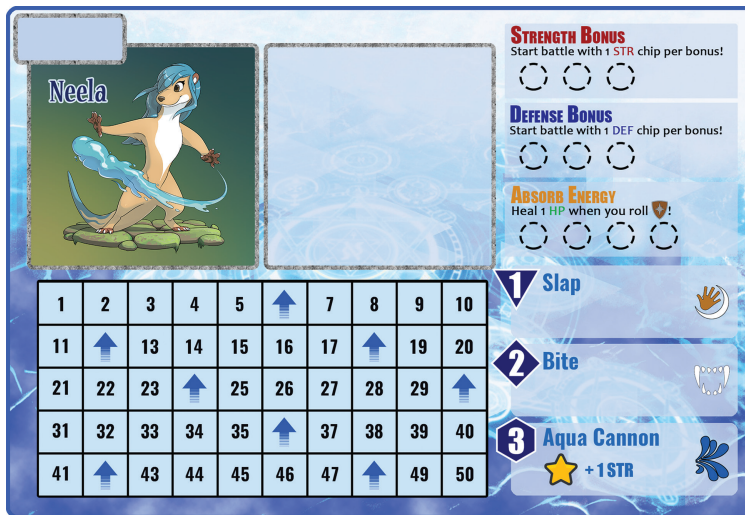 Neela
STRENGTH BONUS
Start battle with 1 STR chip per bonus!
DEFENSE BONUS
Start battle with 1 DEF chip per bonus!
ABSORB ENERGY
Heal 1 HP when you roll !
1 Slap
2 Bite
3 Aqua Cannon
+ 1 STR
1 2 3 4 5 7 8 9 10
11 13 14 15 16 17 19 20
21 22 23 25 26 27 28 29
31 32 33 34 35 37 38 39 40
41 43 44 45 46 47 49 50